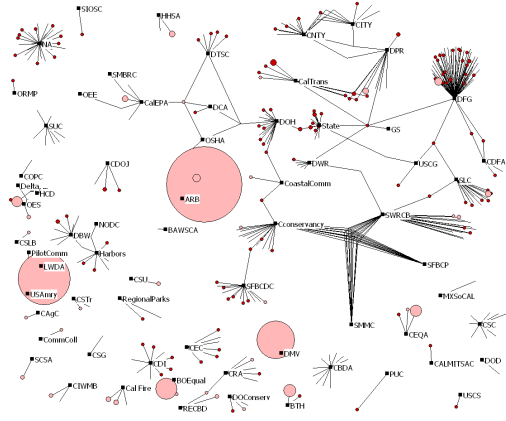 SIOSC
HHSA
CITY
CNTY
NA
DTSC
DPR
SMBRC
CalTrans
ORMP
OEE
CalEPA
DCA
DFG
SUC
DOH
State
GS
OSHA
CDOJ
DWR
USCG
CDFA
COPC
Delta, ..
HCD
OES
ARB
CoastalComm
SLC
NODC
DBW
BAWSCA
Cconservancy
SWRCB
CSLB
PilotComm
Harbors
LWDA
SFBCP
USArmy
CSTr
CSU
RegionalParks
SFBCDC
MXSoCAL
CAgC
CommColl
SMMC
CEQA
CSC
CSG
CEC
DMV
SCSA
CDI
CBDA
CALMITSAC
DOD
CIWMB
Cal Fire
BOEqual
CRA
PUC
RECBD
DOConserv
BTH
USCS